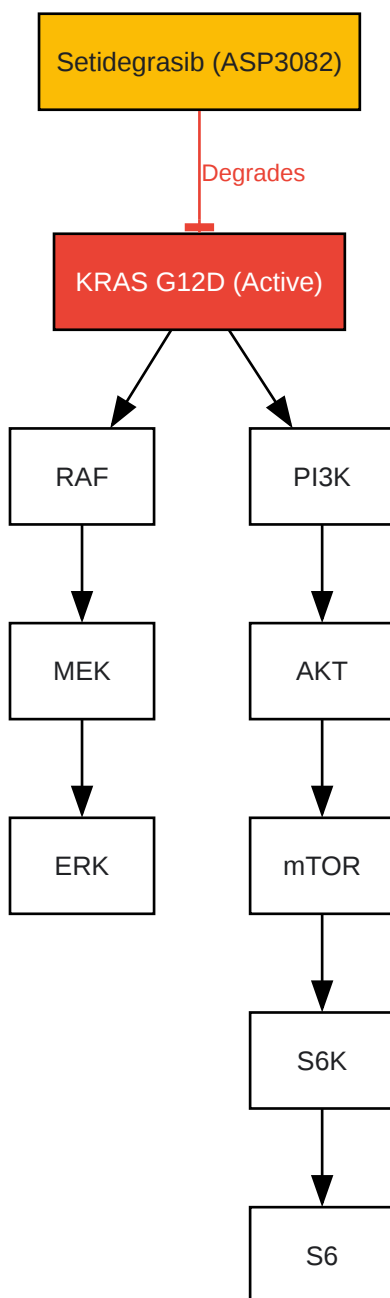 Setidegrasib (ASP3082)
Degrades
KRAS G12D (Active)
RAF
PI3K
MEK
AKT
ERK
mTOR
S6K
S6